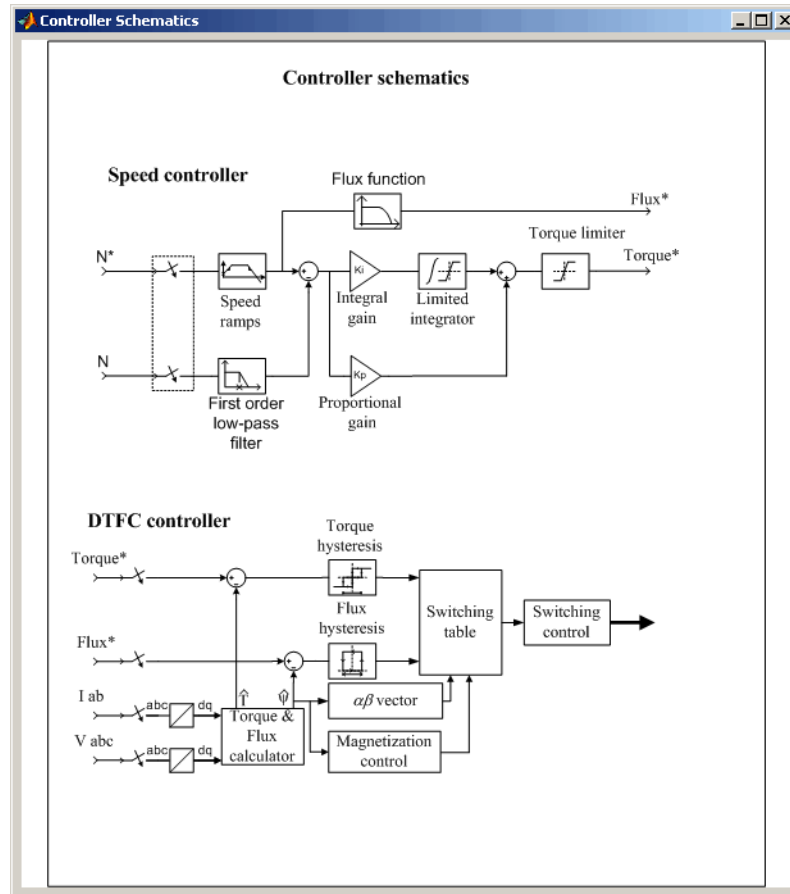 Controller Schematics
Controller schematics
Speed controller
Flux function
Flux*
Torque limiter
N*
Torque*
Ki
Speed
ramps
Integral
gain
Limited
integrator
N
Kp
First order
low-pass
filter
Proportional
gain
DTFC controller
Torque
hysteresis
Torque*
Flux
hysteresis
Switching
table
Switching
control
Flux*
I ab
abc
dq
T̂
ψ̂
Torque &
Flux
calculator
αβ vector
V abc
abc
dq
Magnetization
control